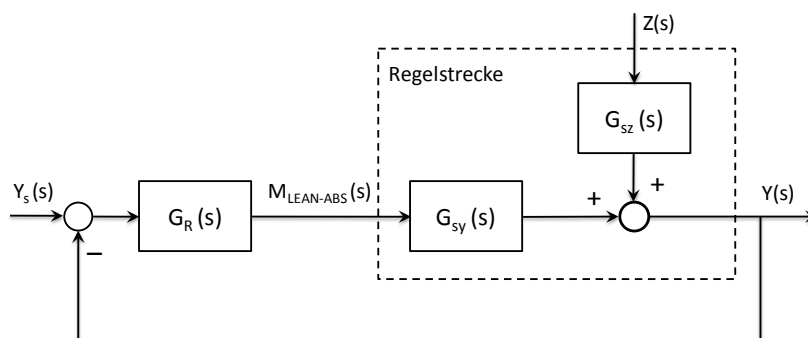 Z(s)
Regelstrecke
G_sz (s)
Y_s (s)
M_LEAN-ABS (s)
+
+
Y(s)
G_R (s)
G_sy (s)
−